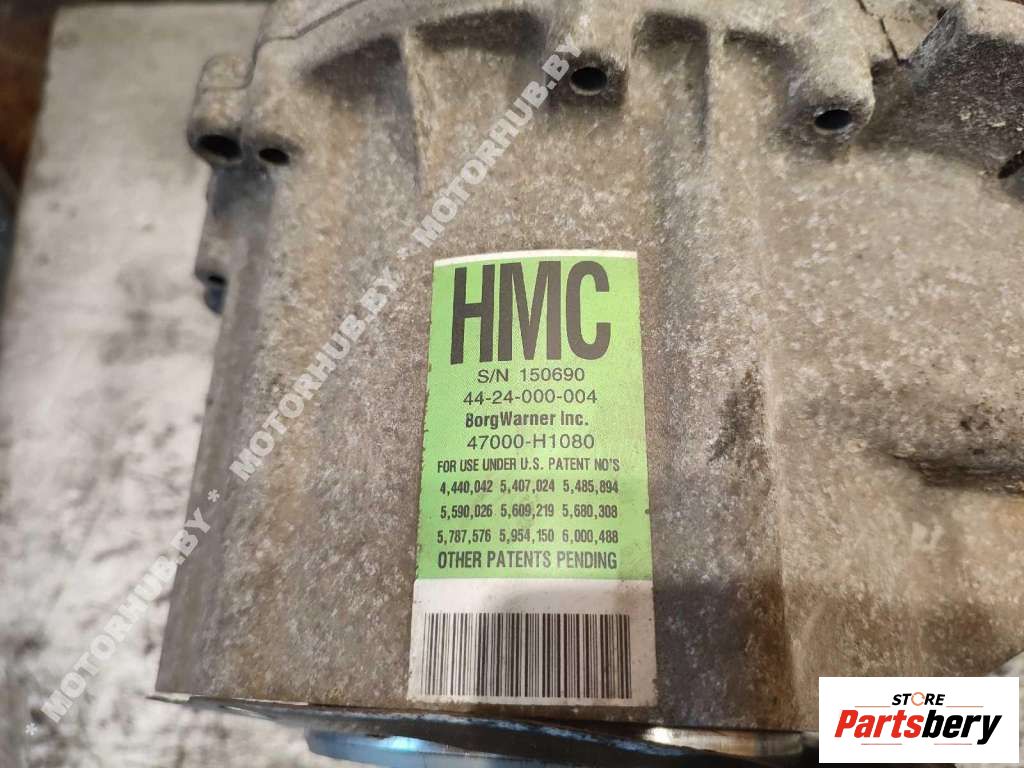 HMC
S/N 150690
44-24-000-004
BorgWarner Inc.
47000-H1080
FOR USE UNDER U.S. PATENT NO'S
4,440,042 5,407,024 5,485,894
5,590,026 5,609,219 5,680,308
5,787,576 5,954,150 6,000,488
OTHER PATENTS PENDING
* MOTORHUB.BY * MOTORHUB.BY * MOTORHUB.BY
STORE
Partsbery